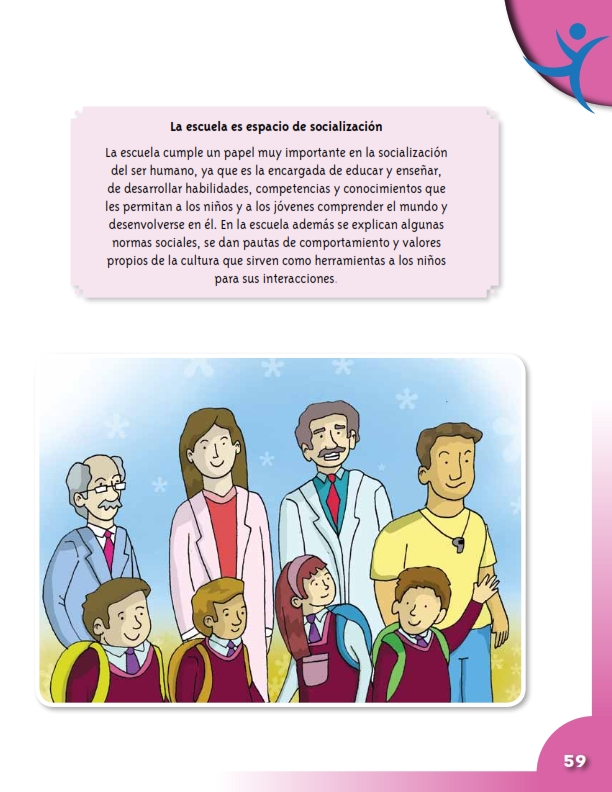 La escuela es espacio de socialización
La escuela cumple un papel muy importante en la socialización
del ser humano, ya que es la encargada de educar y enseñar,
de desarrollar habilidades, competencias y conocimientos que
les permitan a los niños y a los jóvenes comprender el mundo y
desenvolverse en él. En la escuela además se explican algunas
normas sociales, se dan pautas de comportamiento y valores
propios de la cultura que sirven como herramientas a los niños
para sus interacciones.
59